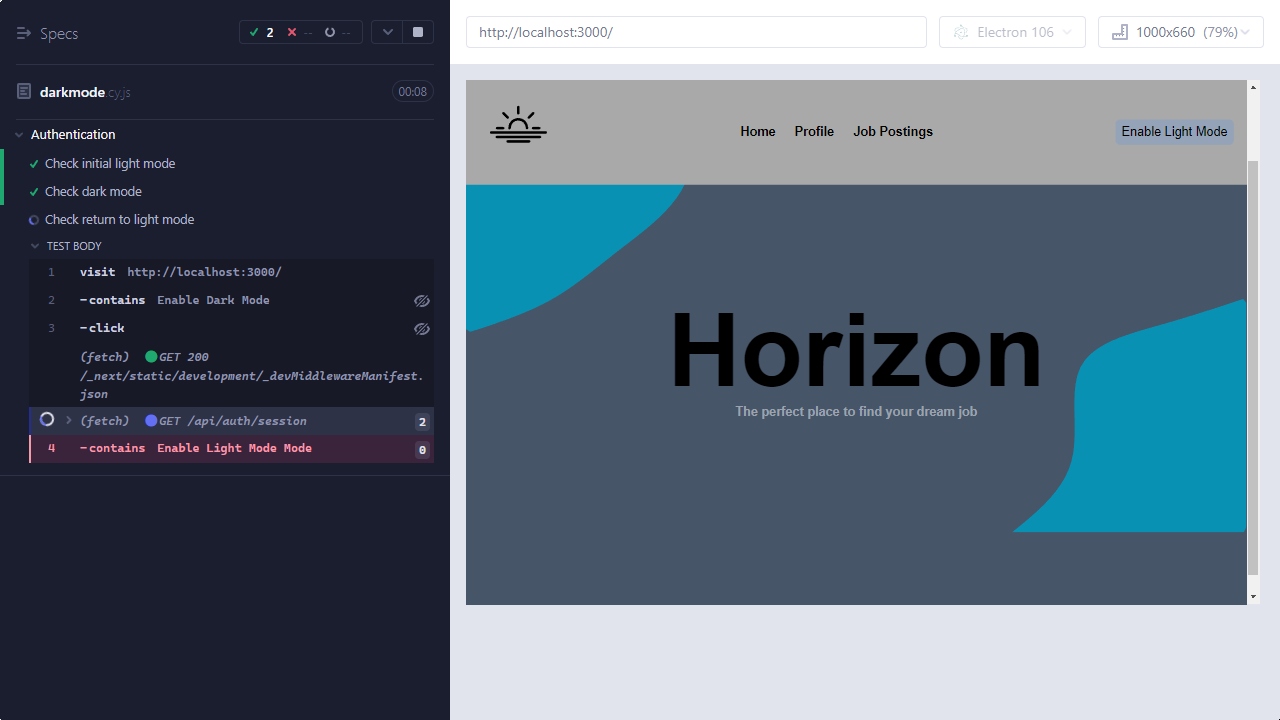 Specs
2 -- --
darkmode.cy.js 00:08
Authentication
Check initial light mode
Check dark mode
Check return to light mode
TEST BODY
1 visit http://localhost:3000/
2 -contains Enable Dark Mode
3 -click
(fetch) GET 200
/_next/static/development/_devMiddlewareManifest.
json
(fetch) GET /api/auth/session 2
4 -contains Enable Light Mode Mode 0
http://localhost:3000/
Electron 106
1000x660 (79%)
Home Profile Job Postings
Enable Light Mode
Horizon
The perfect place to find your dream job